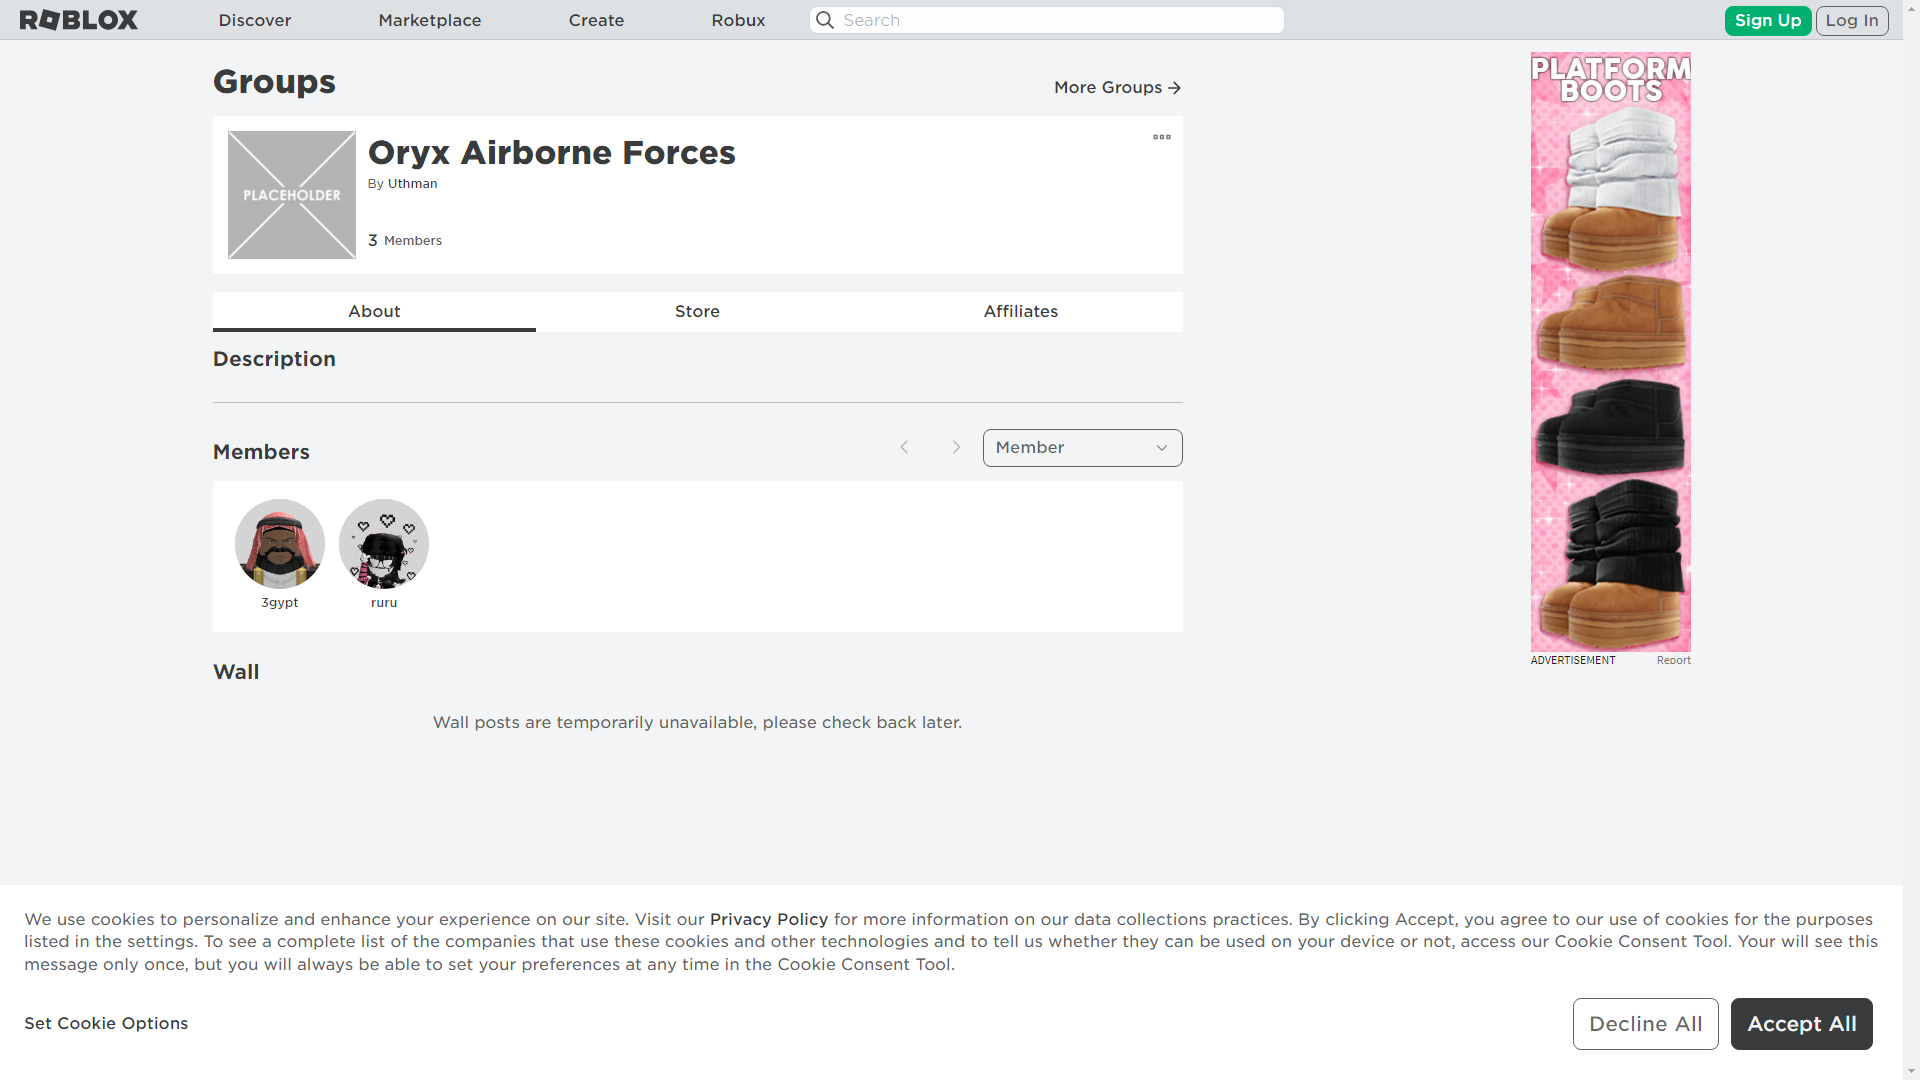 ROBLOX
Discover
Marketplace
Create
Robux
Search
Sign Up
Log In
Groups
More Groups
PLACEHOLDER
Oryx Airborne Forces
By Uthman
3 Members
About
Store
Affiliates
Description
Members
Member
3gypt
ruru
Wall
Wall posts are temporarily unavailable, please check back later.
PLATFORM
BOOTS
ADVERTISEMENT
Report
We use cookies to personalize and enhance your experience on our site. Visit our Privacy Policy for more information on our data collections practices. By clicking Accept, you agree to our use of cookies for the purposes
listed in the settings. To see a complete list of the companies that use these cookies and other technologies and to tell us whether they can be used on your device or not, access our Cookie Consent Tool. Your will see this
message only once, but you will always be able to set your preferences at any time in the Cookie Consent Tool.
Set Cookie Options
Decline All
Accept All